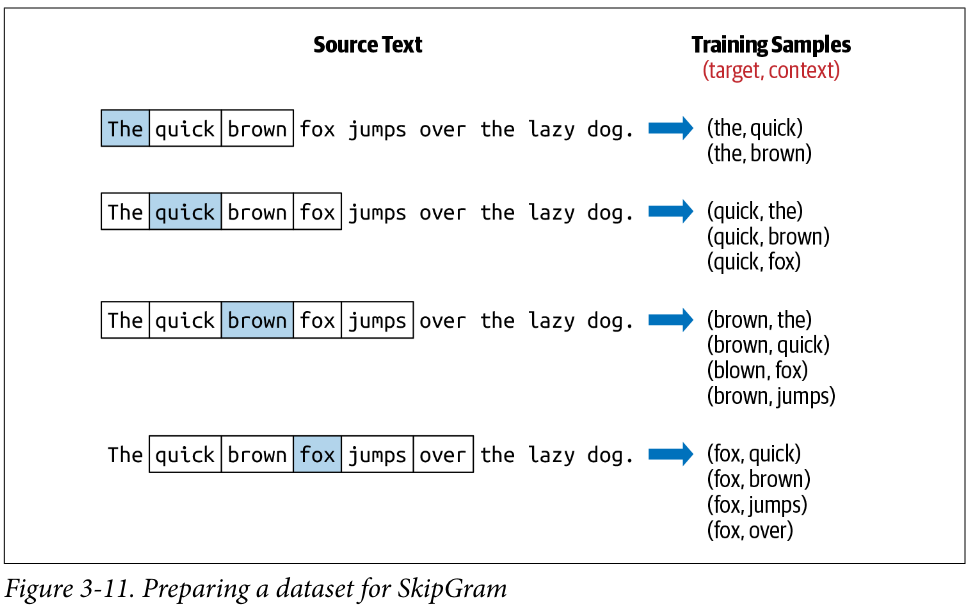 Source Text
Training Samples
(target, context)
The quick brown fox jumps over the lazy dog.
(the, quick)
(the, brown)
The quick brown fox jumps over the lazy dog.
(quick, the)
(quick, brown)
(quick, fox)
The quick brown fox jumps over the lazy dog.
(brown, the)
(brown, quick)
(blown, fox)
(brown, jumps)
The quick brown fox jumps over the lazy dog.
(fox, quick)
(fox, brown)
(fox, jumps)
(fox, over)
Figure 3-11. Preparing a dataset for SkipGram